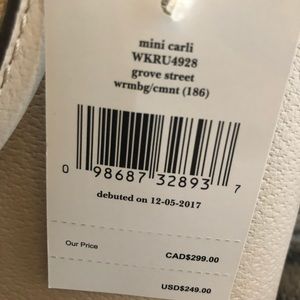 mini carli
WKRU4928
grove street
wrmbg/cmnt (186)
0 98687 32893 7
debuted on 12-05-2017
Our Price
CAD$299.00
USD$249.00